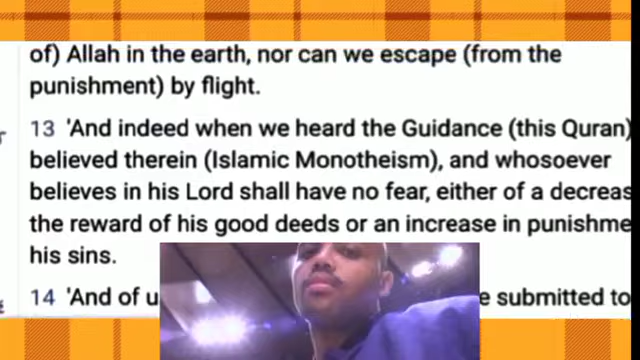 of) Allah in the earth, nor can we escape (from the
punishment) by flight.
13 'And indeed when we heard the Guidance (this Quran)
believed therein (Islamic Monotheism), and whosoever
believes in his Lord shall have no fear, either of a decreas
the reward of his good deeds or an increase in punishme
his sins.
14 'And of u
e submitted to